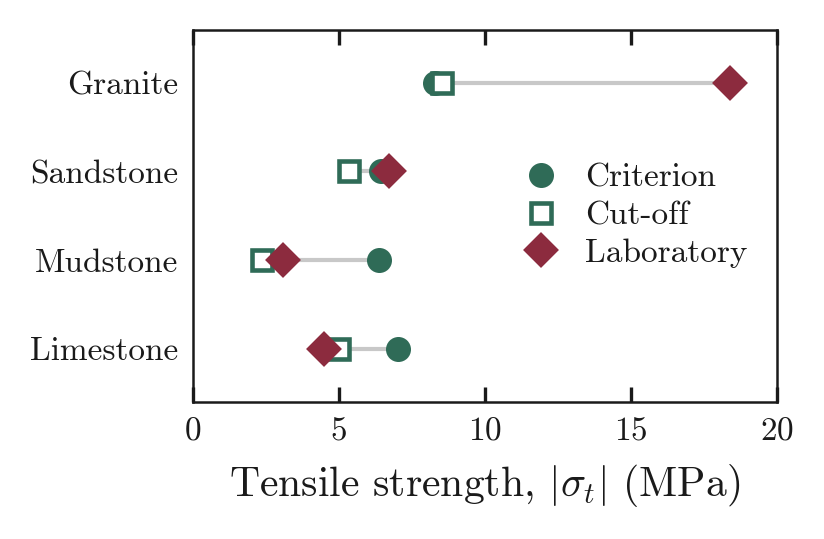 Granite
Sandstone
Mudstone
Limestone
Criterion
Cut-off
Laboratory
0 5 10 15 20
Tensile strength, |σₜ| (MPa)